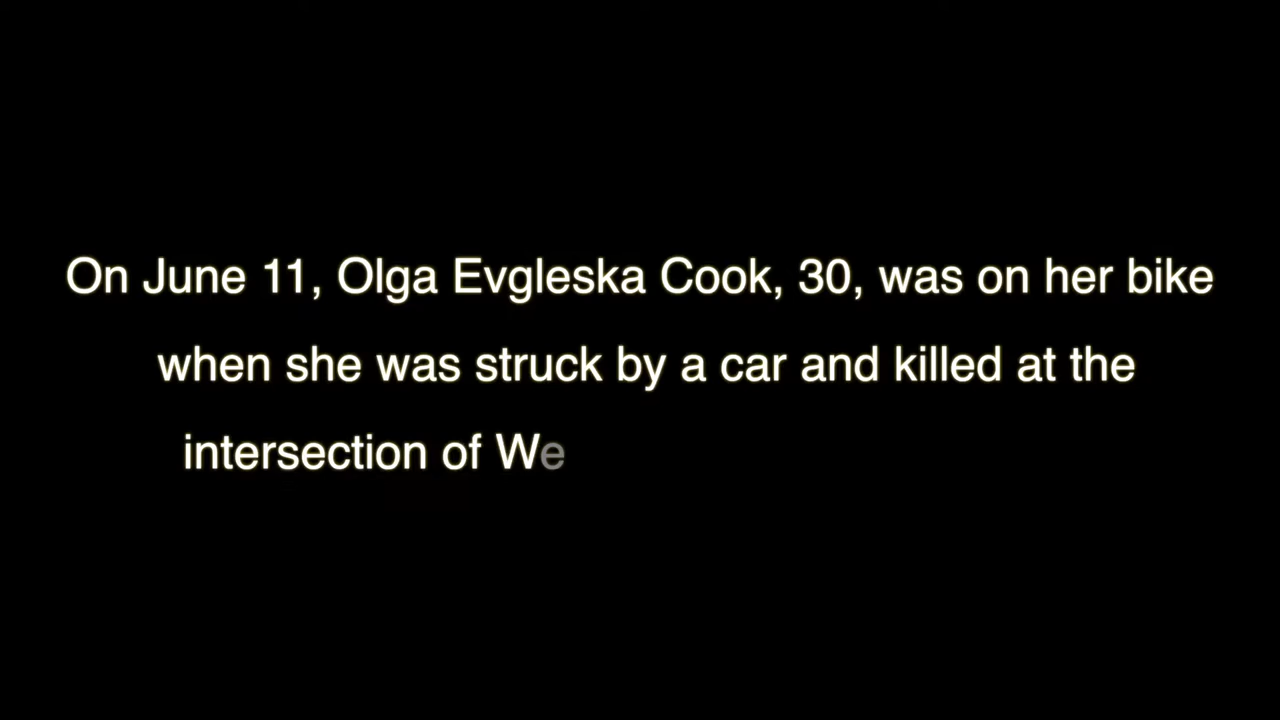 On June 11, Olga Evgleska Cook, 30, was on her bike
when she was struck by a car and killed at the
intersection of We